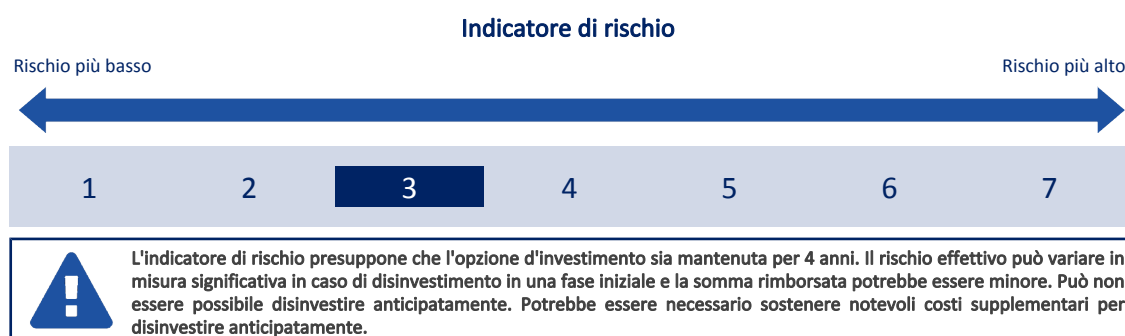 Indicatore di rischio
Rischio più basso Rischio più alto
1 2 3 4 5 6 7
L'indicatore di rischio presuppone che l'opzione d'investimento sia mantenuta per 4 anni. Il rischio effettivo può variare in
misura significativa in caso di disinvestimento in una fase iniziale e la somma rimborsata potrebbe essere minore. Può non
essere possibile disinvestire anticipatamente. Potrebbe essere necessario sostenere notevoli costi supplementari per
disinvestire anticipatamente.